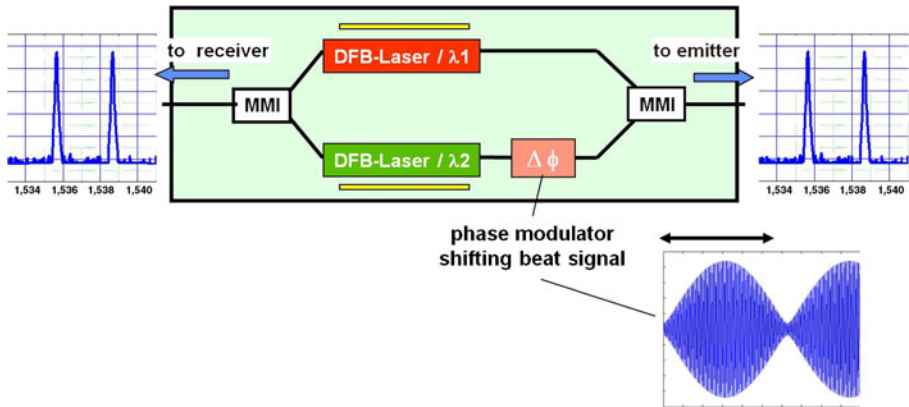 to receiver
DFB-Laser / λ1
to emitter
MMI
MMI
DFB-Laser / λ2
Δ ϕ
1,534 1,536 1,538 1,540
1,534 1,536 1,538 1,540
phase modulator
shifting beat signal